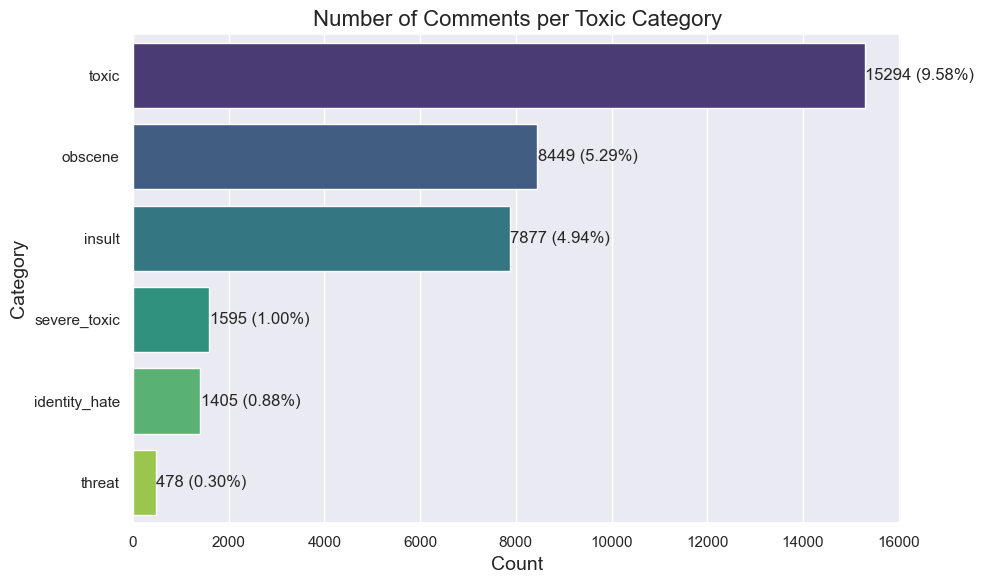 Number of Comments per Toxic Category
toxic
15294 (9.58%)
obscene
8449 (5.29%)
insult
7877 (4.94%)
severe_toxic
1595 (1.00%)
identity_hate
1405 (0.88%)
threat
478 (0.30%)
Category
0 2000 4000 6000 8000 10000 12000 14000 16000
Count